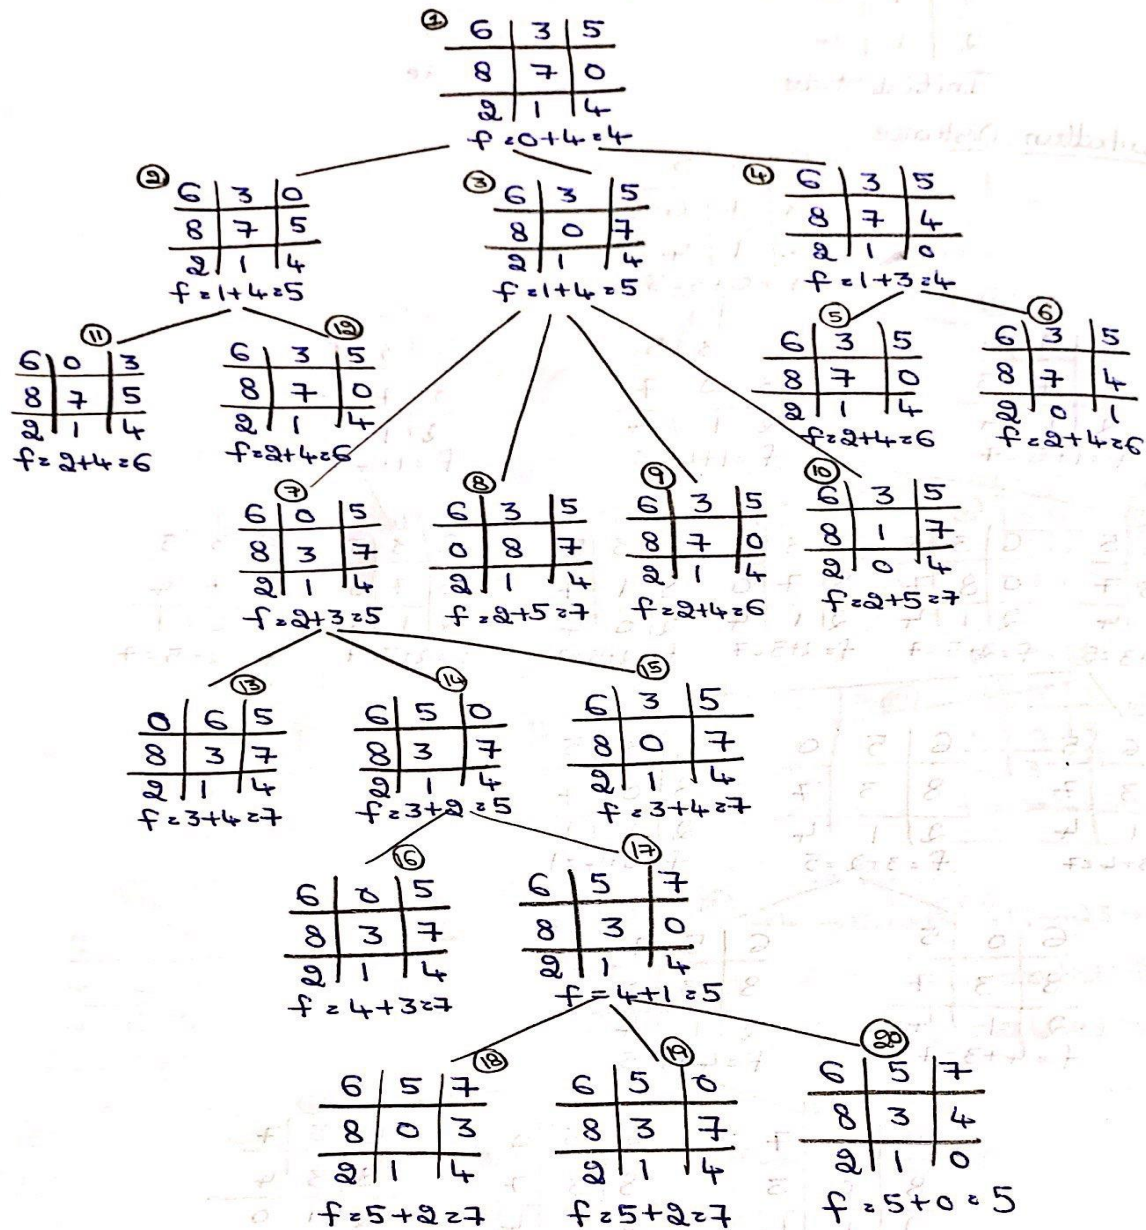 ①
6 3 5
8 7 0
2 1 4
f=0+4=4
②
6 3 0
8 7 5
2 1 4
f=1+4=5
③
6 3 5
8 0 7
2 1 4
f=1+4=5
④
6 3 5
8 7 4
2 1 0
f=1+3=4
⑪
6 0 3
8 7 5
2 1 4
f=2+4=6
⑫
6 3 5
8 7 0
2 1 4
f=2+4=6
⑤
6 3 5
8 7 0
2 1 4
f=2+4=6
⑥
6 3 5
8 7 4
2 0 1
f=2+4=6
⑦
6 0 5
8 3 7
2 1 4
f=2+3=5
⑧
6 3 5
0 8 7
2 1 4
f=2+5=7
⑨
6 3 5
8 7 0
2 1 4
f=2+4=6
⑩
6 3 5
8 1 7
2 0 4
f=2+5=7
⑬
0 6 5
8 3 7
2 1 4
f=3+4=7
⑭
6 5 0
8 3 7
2 1 4
f=3+2=5
⑮
6 3 5
8 0 7
2 1 4
f=3+4=7
⑯
6 0 5
8 3 7
2 1 4
f=4+3=7
⑰
6 5 7
8 3 0
2 1 4
f=4+1=5
⑱
6 5 7
8 0 3
2 1 4
f=5+2=7
⑲
6 5 0
8 3 7
2 1 4
f=5+2=7
⑳
6 5 7
8 3 4
2 1 0
f=5+0=5